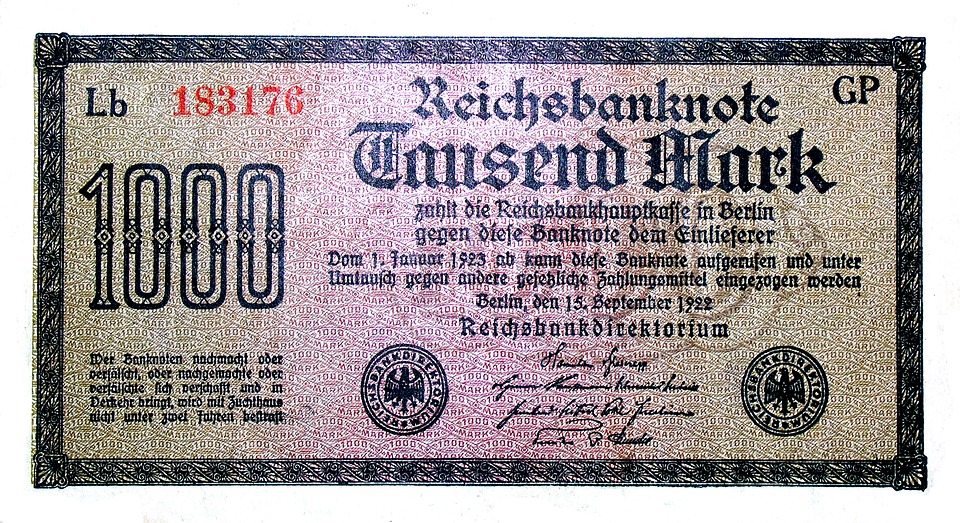 Lb 183176
GP
Reichsbanknote
Tausend Mark
1000
zahlt die Reichsbankhauptkasse in Berlin
gegen diese Banknote dem Einlieferer
Vom 1. Januar 1923 ab kann diese Banknote aufgerufen und unter
Umtausch gegen andere gesetzliche Zahlungsmittel eingezogen werden
Berlin, den 15. September 1922
Reichsbankdirektorium
Wer Banknoten nachmacht oder
verfälscht, oder nachgemachte oder
verfälschte sich verschafft und in
Verkehr bringt, wird mit Zuchthaus
nicht unter zwei Jahren bestraft
REICHSBANKDIREKTORIUM
REICHSBANKDIREKTORIUM